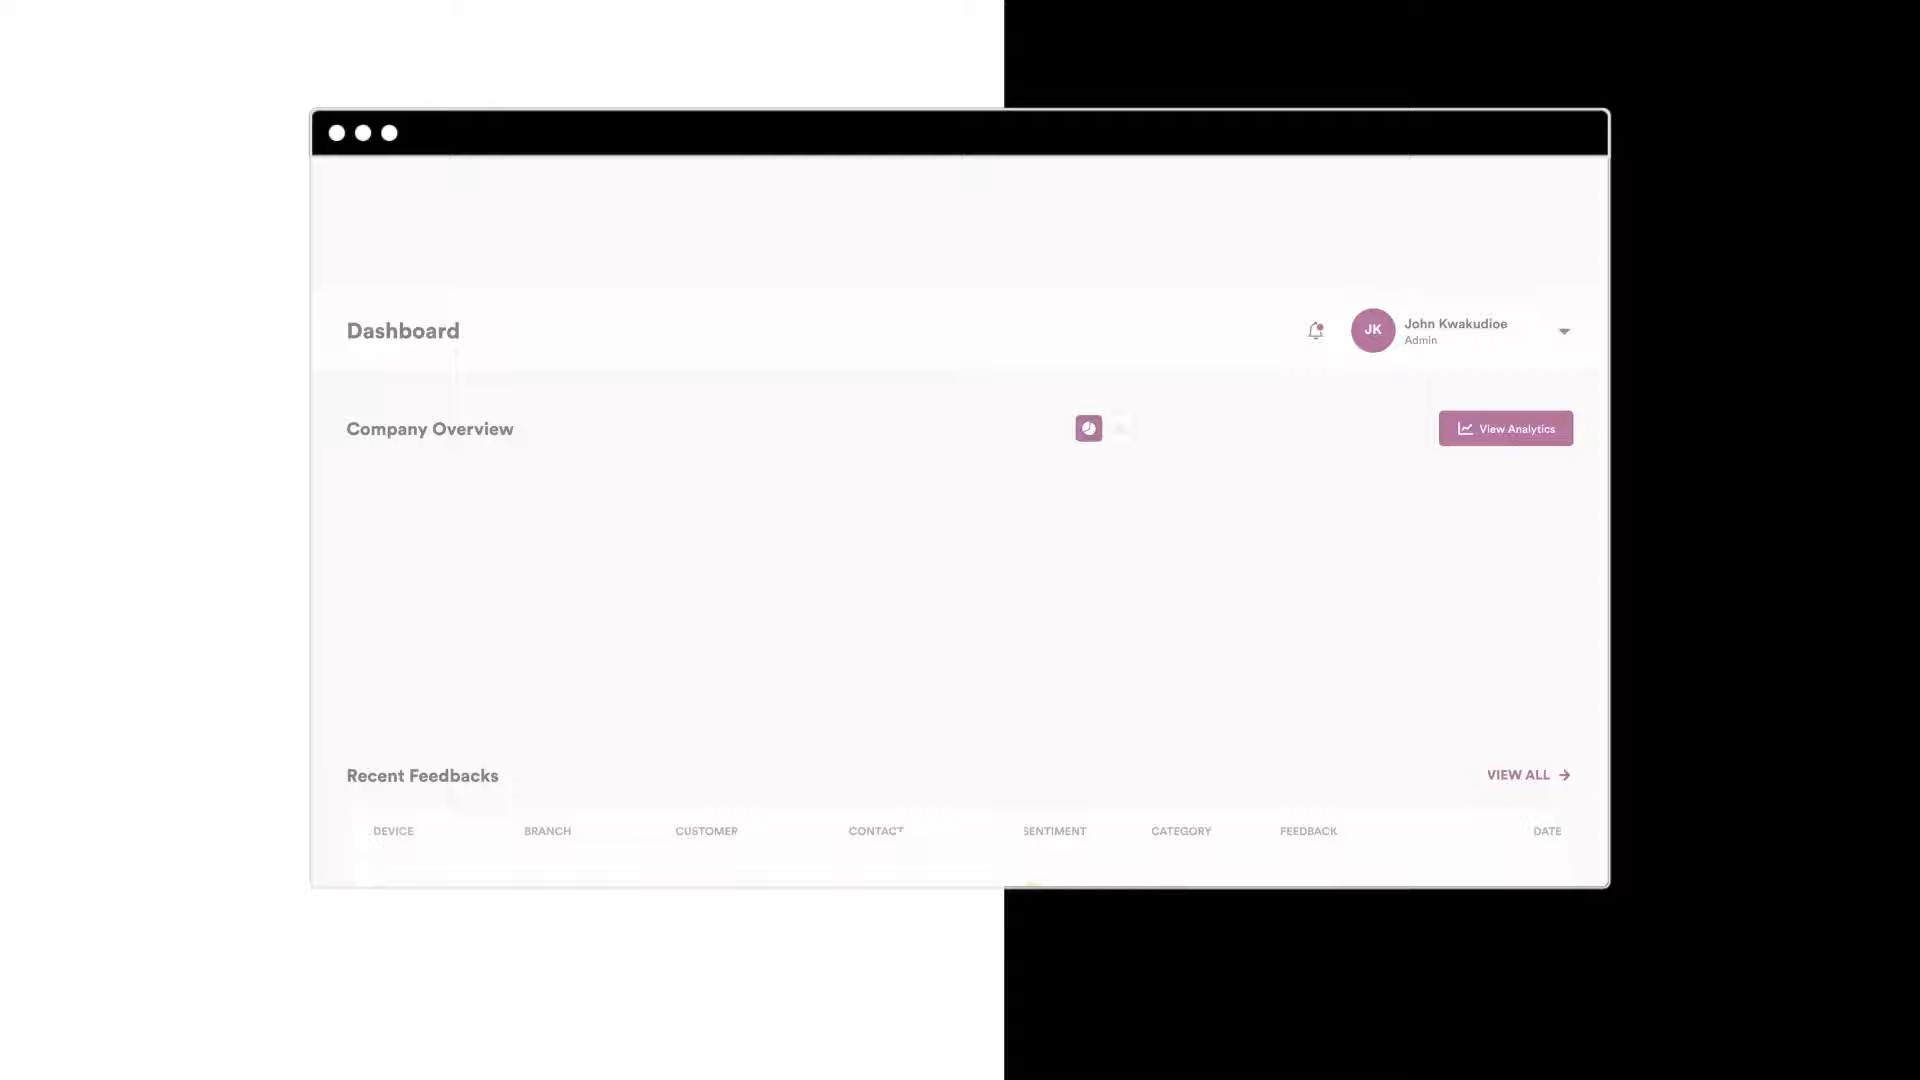 Dashboard
JK
John Kwakudioe
Admin
Company Overview
View Analytics
Recent Feedbacks
VIEW ALL
DEVICE BRANCH CUSTOMER CONTACT SENTIMENT CATEGORY FEEDBACK DATE